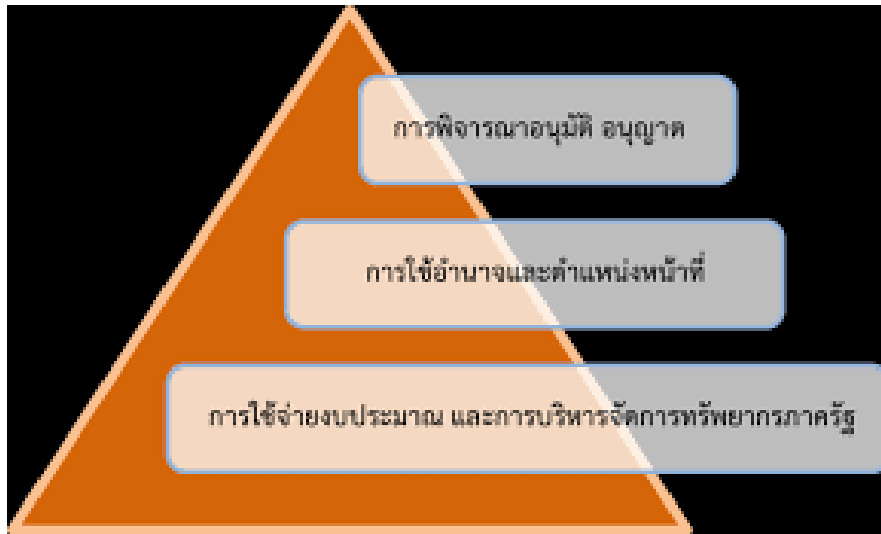 การพิจารณาอนุมัติ อนุญาต
การใช้อำนาจและตำแหน่งหน้าที่
การใช้จ่ายงบประมาณ และการบริหารจัดการทรัพยากรภาครัฐ